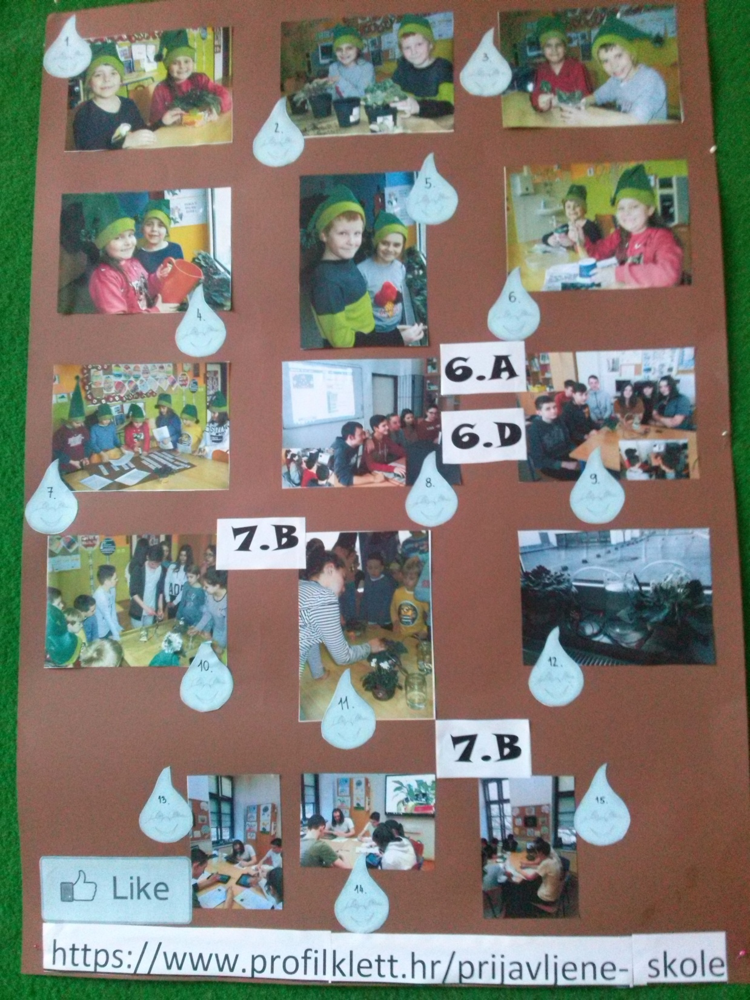 1.
2.
3.
4.
5.
6.
6.A
6.D
7.
8.
9.
7.B
10.
11.
12.
7.B
13.
14.
15.
Like
https://www.profilklett.hr/prijavljene- skole